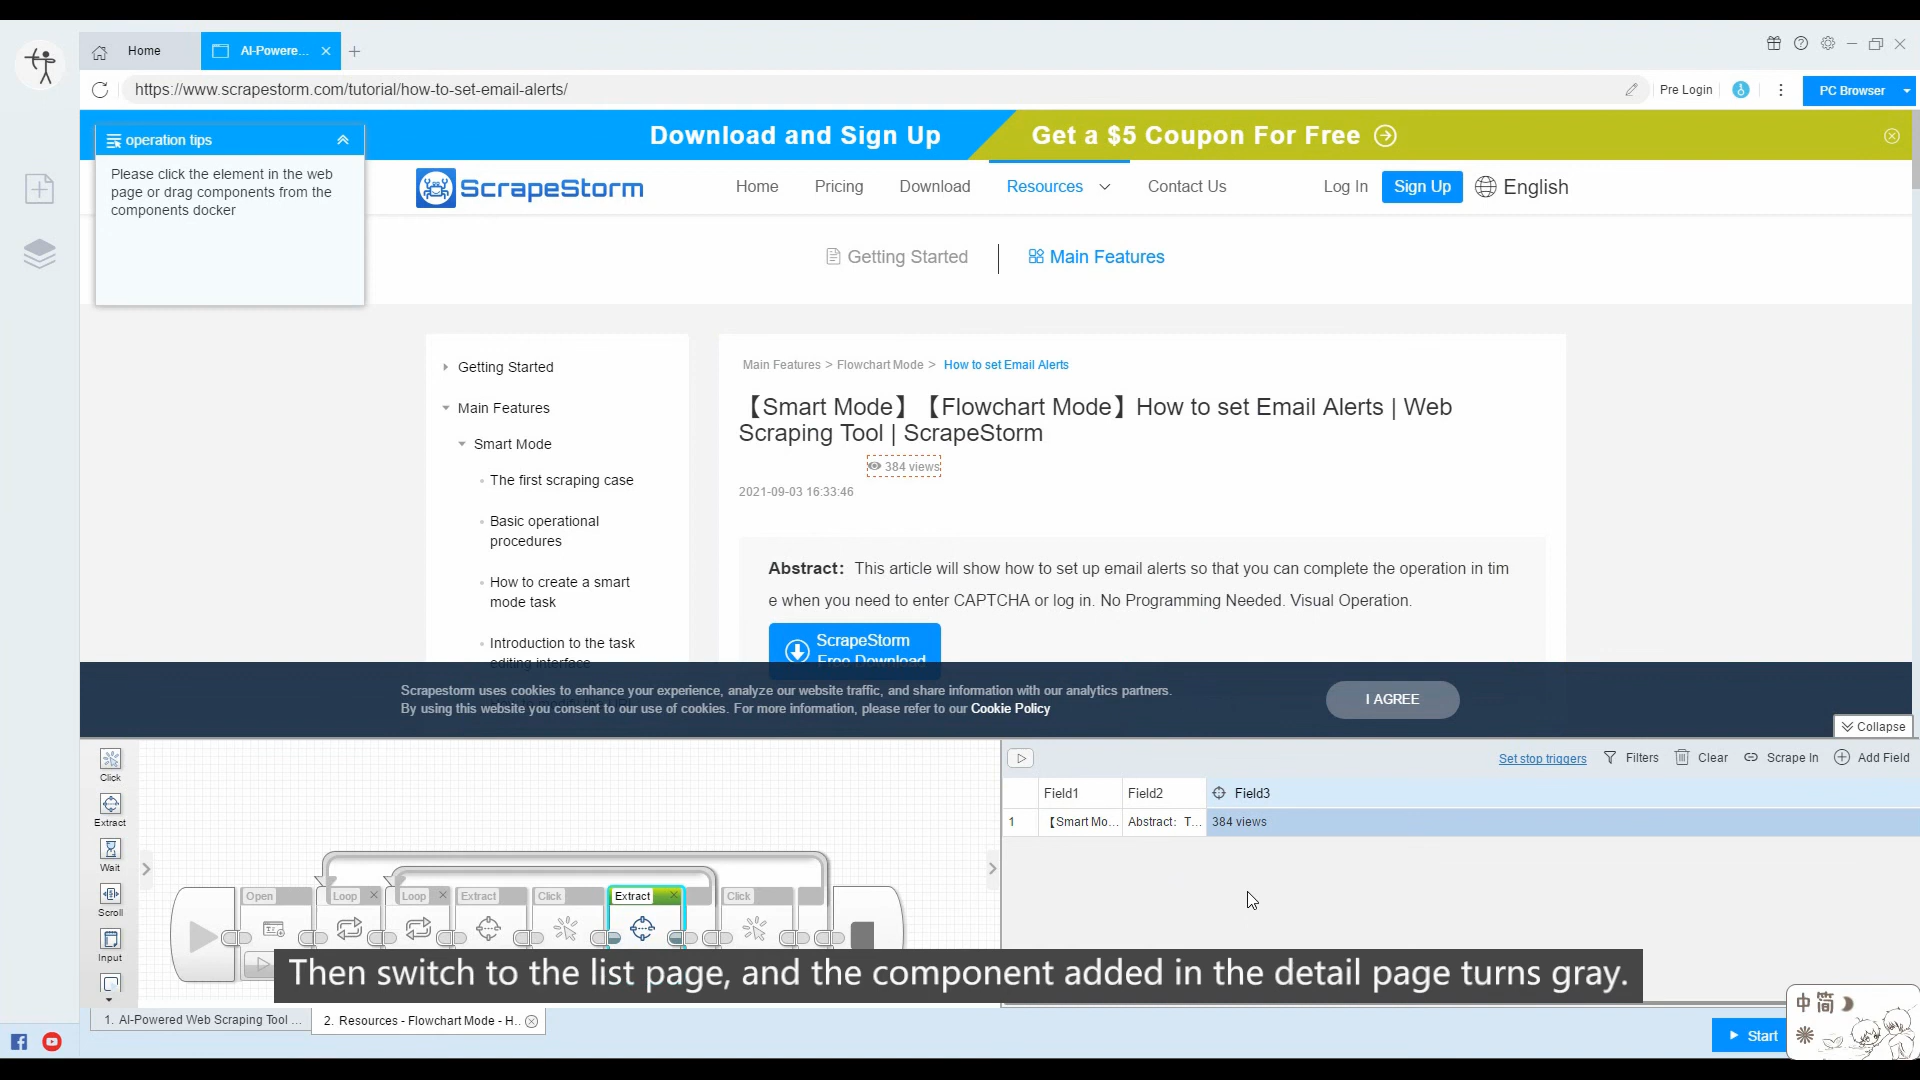 Home
AI-Powere...
https://www.scrapestorm.com/tutorial/how-to-set-email-alerts/
Pre Login
PC Browser
operation tips
Please click the element in the web
page or drag components from the
components docker
Download and Sign Up
Get a $5 Coupon For Free
ScrapeStorm
Home
Pricing
Download
Resources
Contact Us
Log In
Sign Up
English
Getting Started
Main Features
Getting Started
Main Features
Smart Mode
The first scraping case
Basic operational
procedures
How to create a smart
mode task
Introduction to the task
editing interface
Main Features > Flowchart Mode > How to set Email Alerts
【Smart Mode】【Flowchart Mode】How to set Email Alerts | Web
Scraping Tool | ScrapeStorm
384 views
2021-09-03 16:33:46
Abstract：This article will show how to set up email alerts so that you can complete the operation in tim
e when you need to enter CAPTCHA or log in. No Programming Needed. Visual Operation.
ScrapeStorm
Free Download
Scrapestorm uses cookies to enhance your experience, analyze our website traffic, and share information with our analytics partners.
By using this website you consent to our use of cookies. For more information, please refer to our Cookie Policy
I AGREE
Collapse
Click
Extract
Wait
Scroll
Input
Open
Loop
Loop
Extract
Click
Extract
Click
Set stop triggers
Filters
Clear
Scrape In
Add Field
Field1
Field2
Field3
1
【Smart Mo...
Abstract：T...
384 views
Then switch to the list page, and the component added in the detail page turns gray.
1. AI-Powered Web Scraping Tool ...
2. Resources - Flowchart Mode - H..
Start
中简